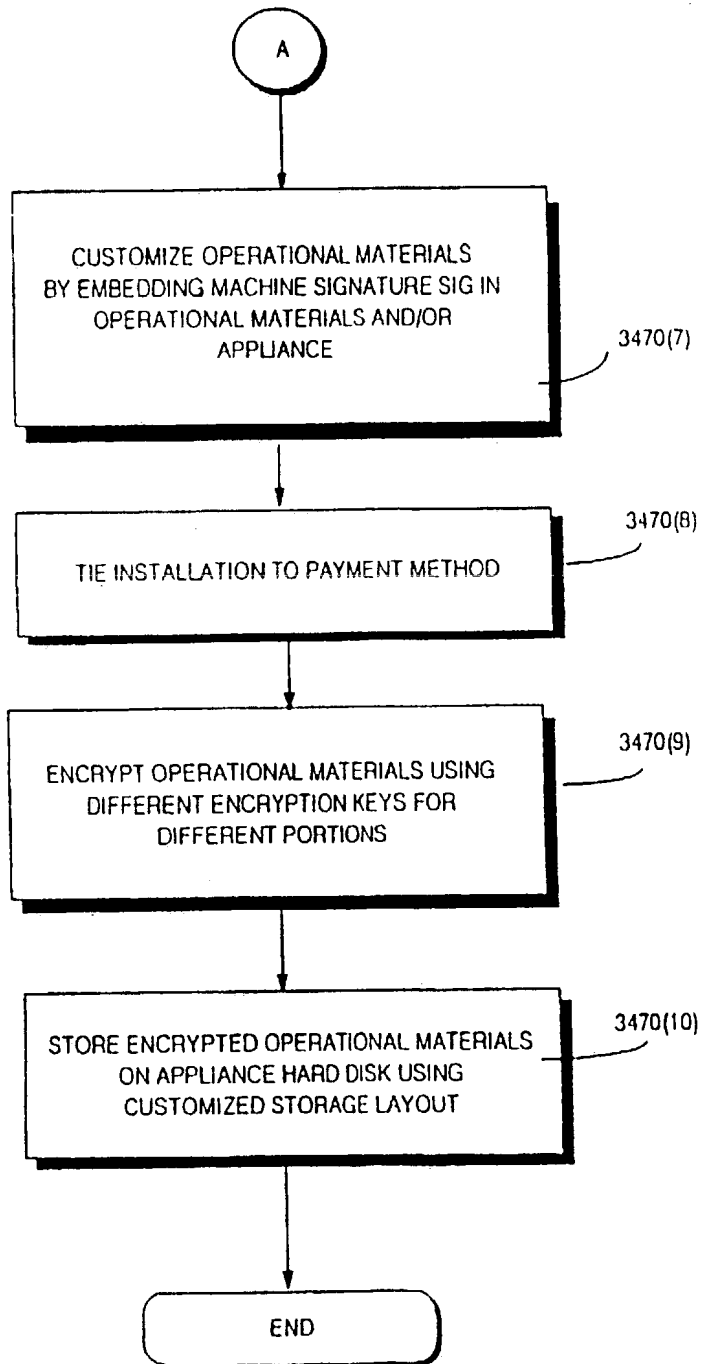 A
CUSTOMIZE OPERATIONAL MATERIALS
BY EMBEDDING MACHINE SIGNATURE SIG IN
OPERATIONAL MATERIALS AND/OR
APPLIANCE
3470(7)
3470(8)
TIE INSTALLATION TO PAYMENT METHOD
3470(9)
ENCRYPT OPERATIONAL MATERIALS USING
DIFFERENT ENCRYPTION KEYS FOR
DIFFERENT PORTIONS
3470(10)
STORE ENCRYPTED OPERATIONAL MATERIALS
ON APPLIANCE HARD DISK USING
CUSTOMIZED STORAGE LAYOUT
END